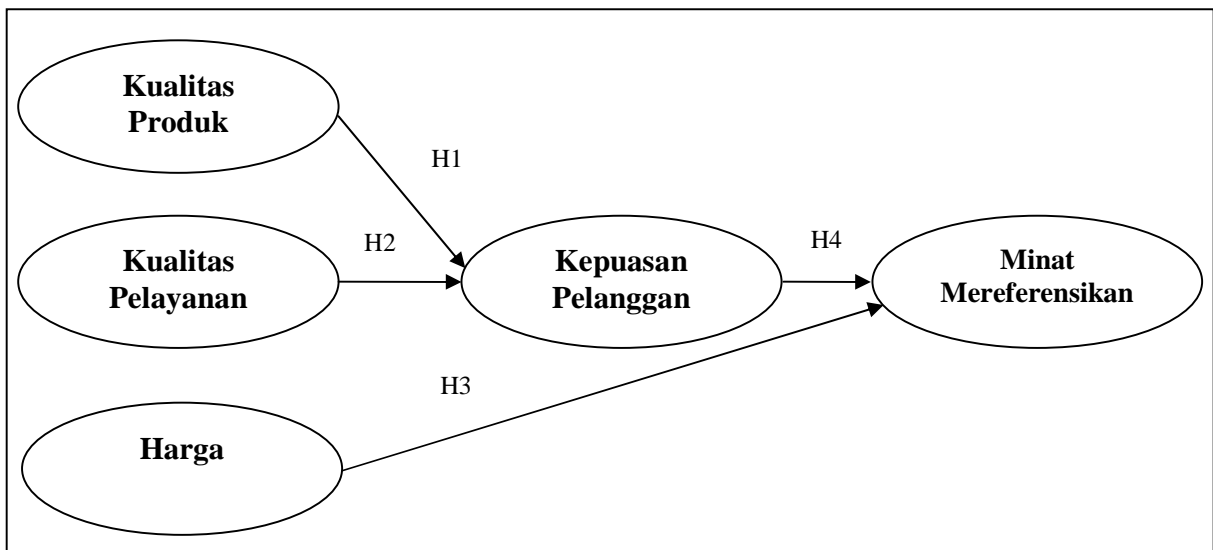 Kualitas
Produk
H1
Kualitas
Pelayanan
H2
Kepuasan
Pelanggan
H4
Minat
Mereferensikan
H3
Harga